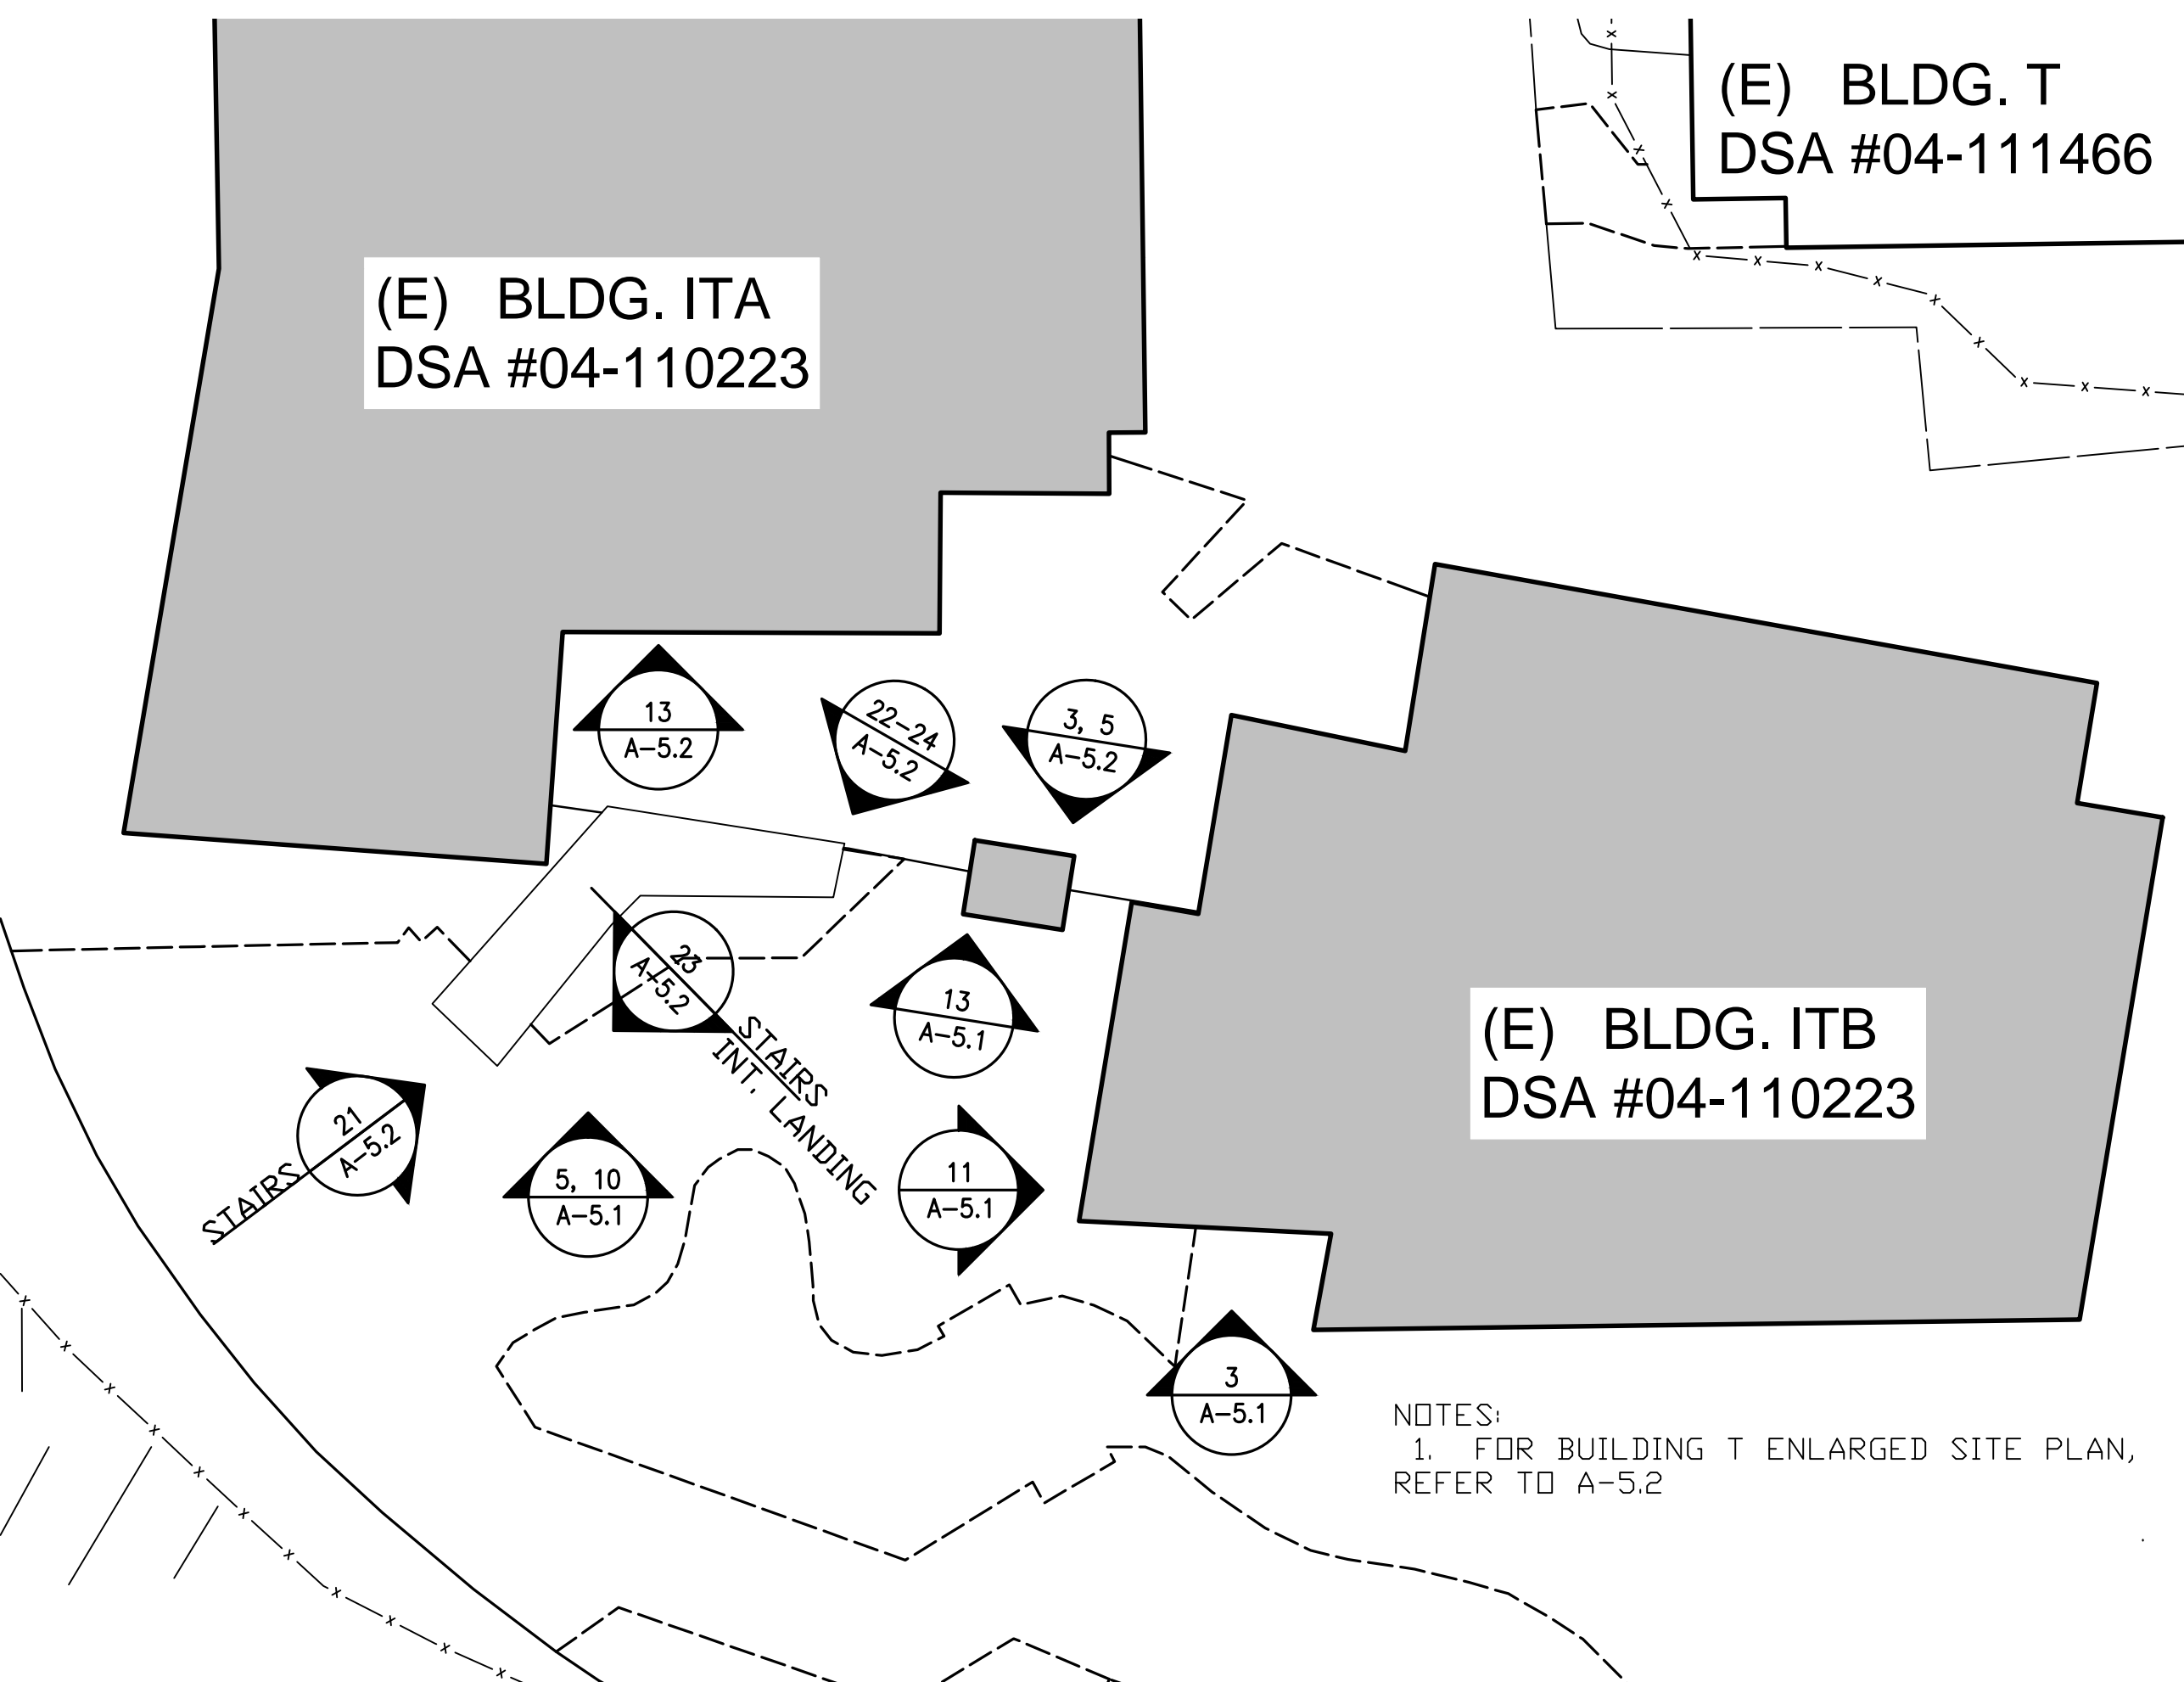 (E) BLDG. T
DSA #04-111466
(E) BLDG. ITA
DSA #04-110223
13
A-5.2
22-24
A-5.2
3, 5
A-5.2
23
A-5.2
STAIRS
INT. LANDING
13
A-5.1
(E) BLDG. ITB
DSA #04-110223
21
A-5.2
STAIRS
5, 10
A-5.1
11
A-5.1
3
A-5.1
NOTES:
1. FOR BUILDING T ENLARGED SITE PLAN,
REFER TO A-5.2